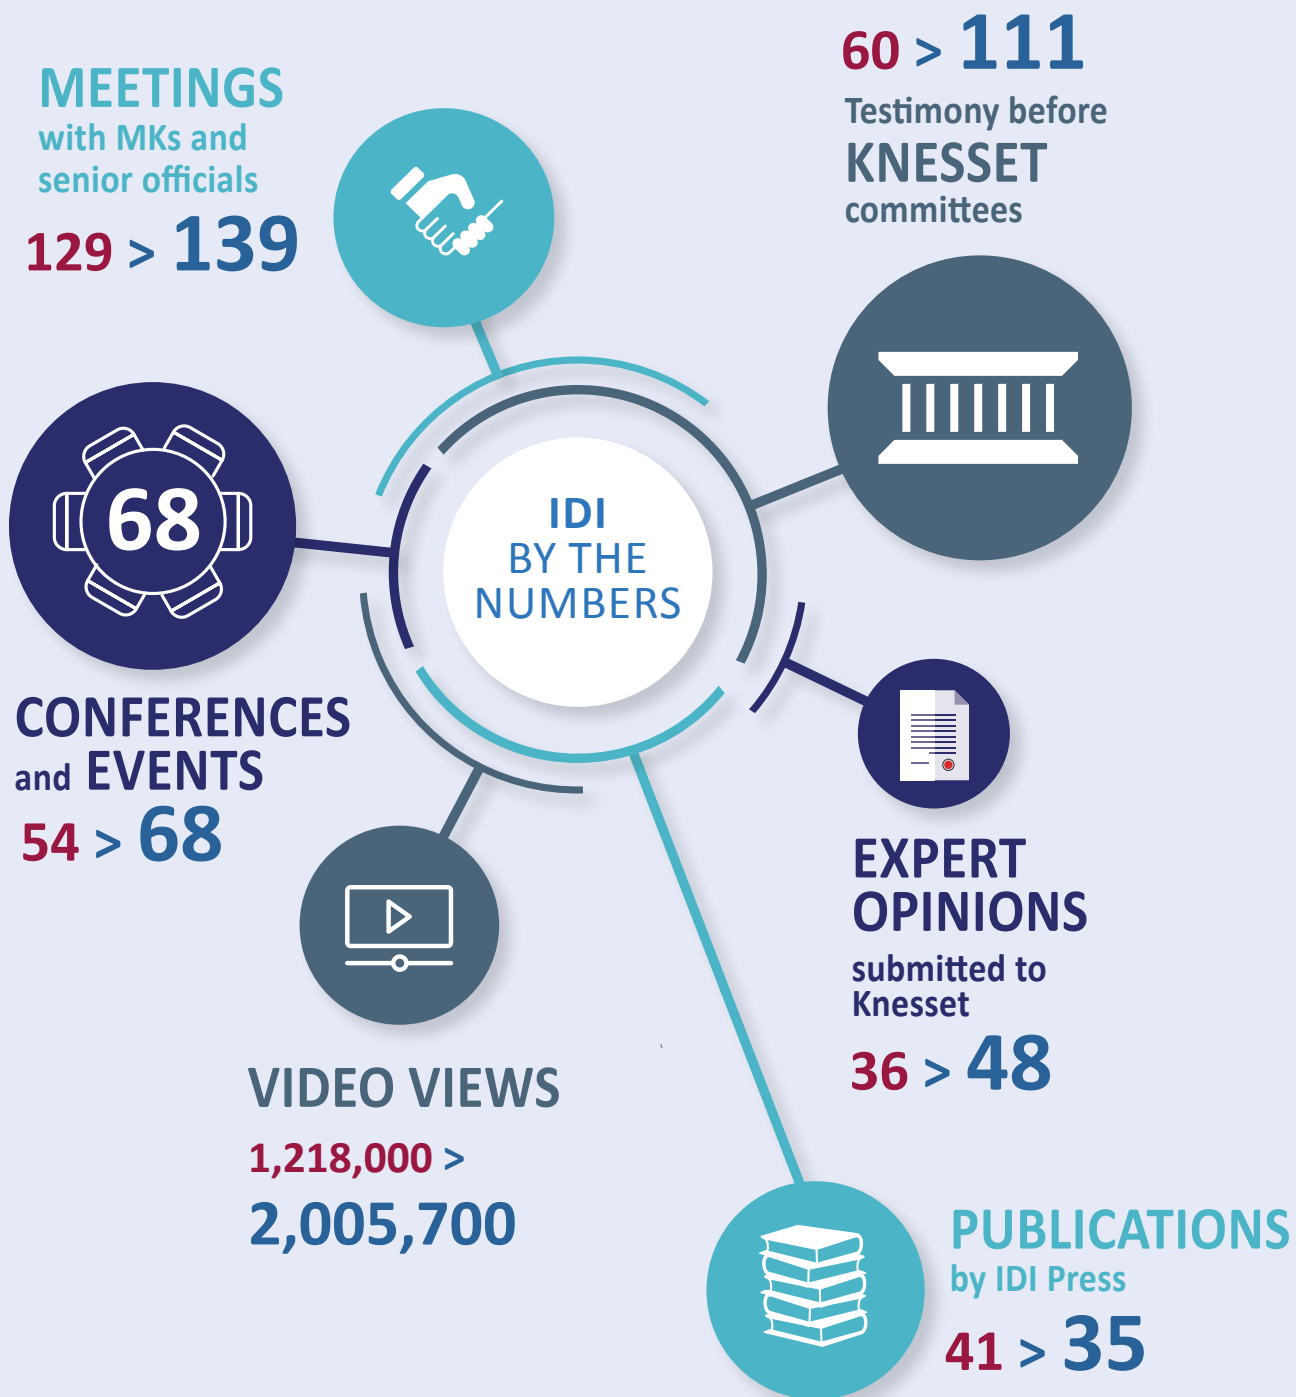 MEETINGS
with MKs and
senior officials
129 > 139
60 > 111
Testimony before
KNESSET
committees
68
CONFERENCES
and EVENTS
54 > 68
IDI
BY THE
NUMBERS
EXPERT
OPINIONS
submitted to
Knesset
36 > 48
VIDEO VIEWS
1,218,000 >
2,005,700
PUBLICATIONS
by IDI Press
41 > 35